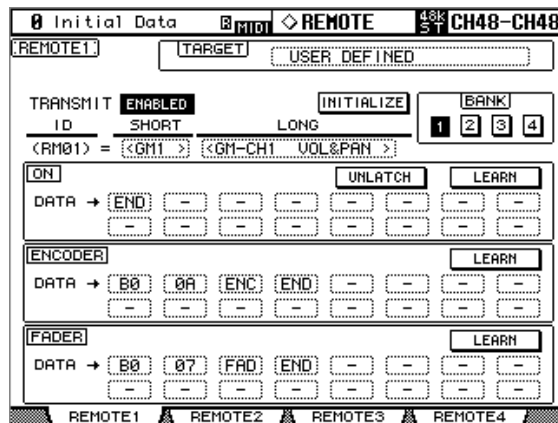 0 Initial Data B MIDI ◇REMOTE 48K ST CH48-CH48
REMOTE1 TARGET USER DEFINED
TRANSMIT ENABLED INITIALIZE BANK
ID SHORT LONG 1 2 3 4
(RM01) = <GM1 > <GM-CH1 VOL&PAN >
ON UNLATCH LEARN
DATA → END - - - - - - -
- - - - - - - -
ENCODER LEARN
DATA → B0 0A ENC END - - - -
- - - - - - - -
FADER LEARN
DATA → B0 07 FAD END - - - -
- - - - - - - -
REMOTE1 REMOTE2 REMOTE3 REMOTE4